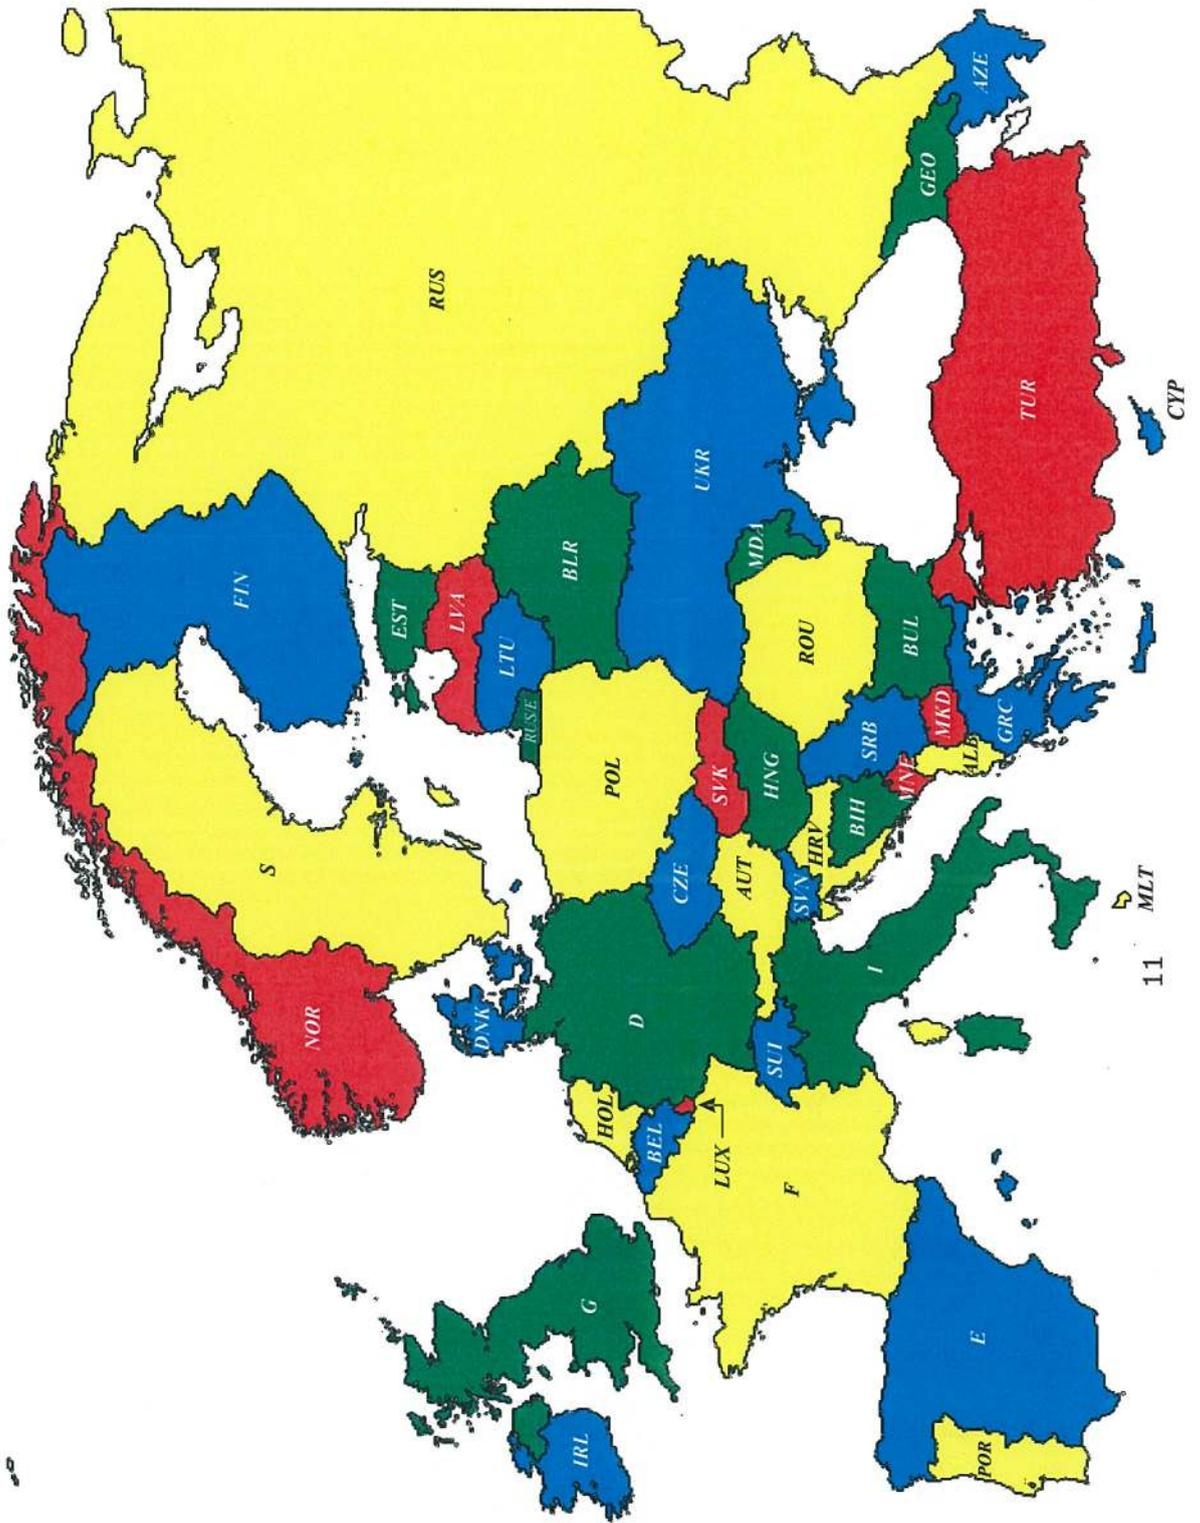 NOR
S
FIN
RUS
EST
LVA
LTU
RUSE
BLR
DNK
IRL
G
HOL
BEL
LUX
D
POL
CZE
SVK
UKR
MDA
F
SUI
AUT
HNG
ROU
SVN
HRV
BIH
SRB
BUL
MNE
MKD
ALB
GRC
I
E
POR
GEO
AZE
TUR
CYP
MLT
11